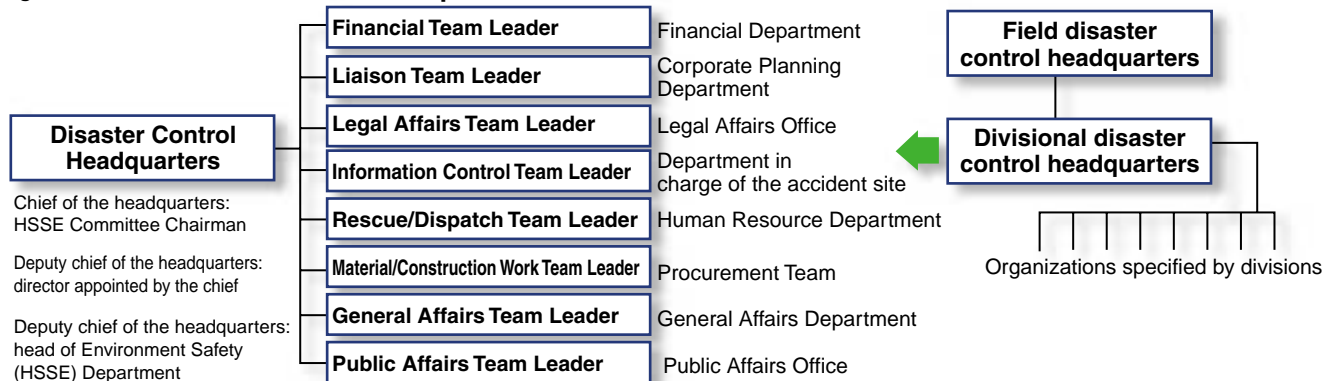 Disaster Control
Headquarters
Chief of the headquarters:
HSSE Committee Chairman
Deputy chief of the headquarters:
director appointed by the chief
Deputy chief of the headquarters:
head of Environment Safety
(HSSE) Department
Financial Team Leader
Financial Department
Liaison Team Leader
Corporate Planning
Department
Legal Affairs Team Leader
Legal Affairs Office
Information Control Team Leader
Department in
charge of the accident site
Rescue/Dispatch Team Leader
Human Resource Department
Material/Construction Work Team Leader
Procurement Team
General Affairs Team Leader
General Affairs Department
Public Affairs Team Leader
Public Affairs Office
Field disaster
control headquarters
Divisional disaster
control headquarters
Organizations specified by divisions